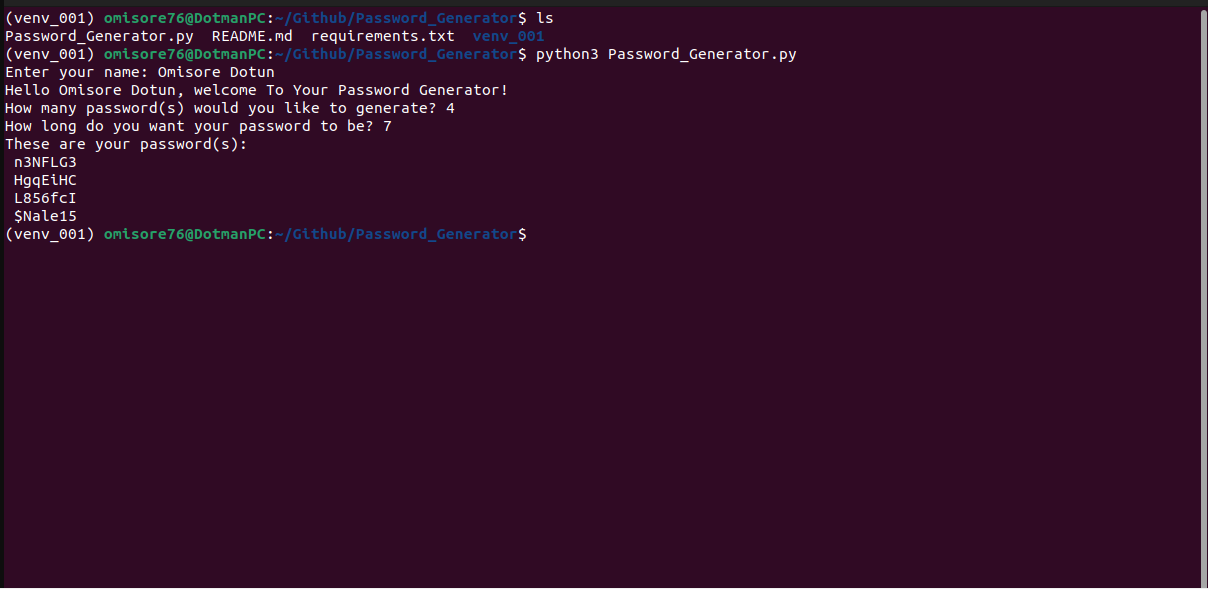 (venv_001) omisore76@DotmanPC:~/Github/Password_Generator$ ls
Password_Generator.py  README.md  requirements.txt  venv_001
(venv_001) omisore76@DotmanPC:~/Github/Password_Generator$ python3 Password_Generator.py
Enter your name: Omisore Dotun
Hello Omisore Dotun, welcome To Your Password Generator!
How many password(s) would you like to generate? 4
How long do you want your password to be? 7
These are your password(s):
 n3NFLG3
 HgqEiHC
 L856fcI
 $Nale15
(venv_001) omisore76@DotmanPC:~/Github/Password_Generator$